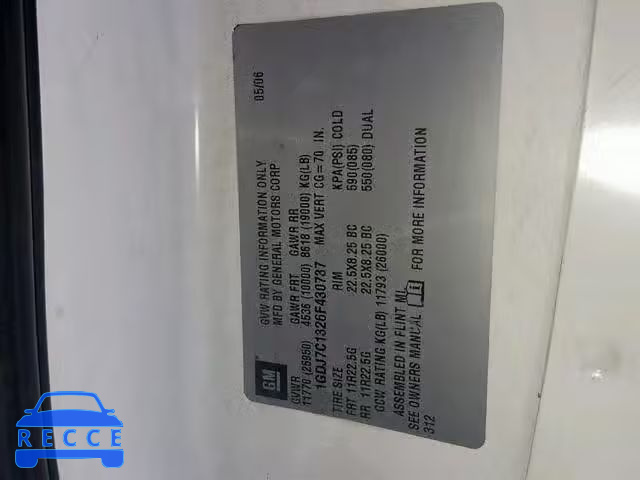 GM
GVW RATING INFORMATION ONLY 05/06
MFD BY GENERAL MOTORS CORP
GVWR GAWR FRT GAWR RR
11770 (25950) 4536 (10000) 8618 (19000) KG(LB)
1GDJ7C1326F430737 MAX VERT CG=70 IN.
TIRE SIZE RIM KPA(PSI) COLD
FRT 11R22.5G 22.5X8.25 BC 590(085)
RR 11R22.5G 22.5X8.25 BC 550(080) DUAL
GCW RATING KG(LB) 11793 (26000)
ASSEMBLED IN FLINT MI.
SEE OWNERS MANUAL FOR MORE INFORMATION
312
RECCE